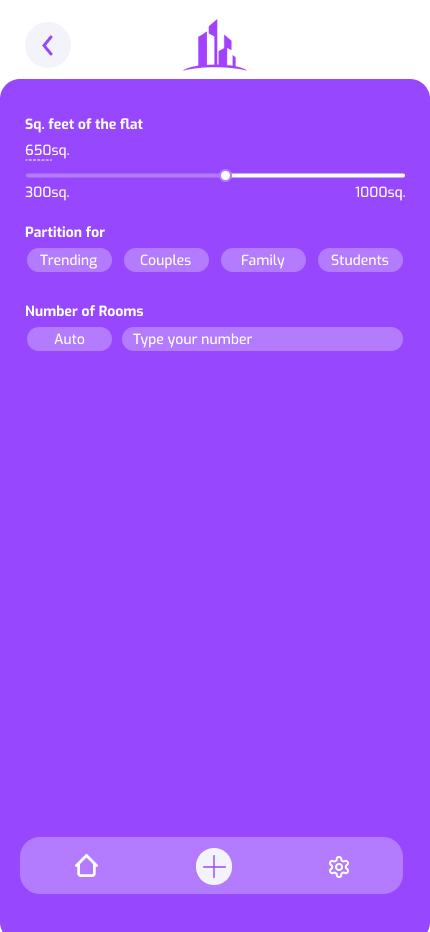 Sq. feet of the flat
650sq.
300sq. 1000sq.
Partition for
Trending Couples Family Students
Number of Rooms
Auto Type your number